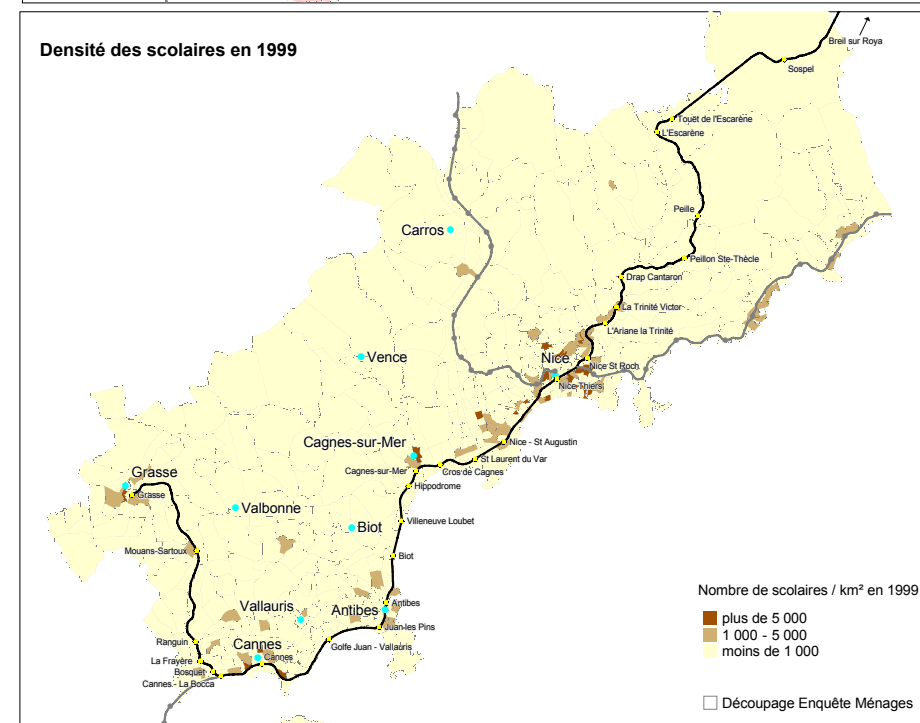 Densité des scolaires en 1999
Breil sur Roya
Sospel
Touët de l'Escarène
L'Escarène
Peille
Carros
Peillon Ste-Thècle
Drap Cantaron
La Trinité Victor
L'Ariane la Trinité
Vence
Nice
Nice St Roch
Nice Thiers
Cagnes-sur-Mer
Nice - St Augustin
St Laurent du Var
Cagnes-sur-Mer
Cros de Cagnes
Grasse
Hippodrome
Grasse
Valbonne
Villeneuve Loubet
Biot
Mouans-Sartoux
Biot
Nombre de scolaires / km² en 1999
Vallauris
Antibes
Antibes
plus de 5 000
Juan les Pins
1 000 - 5 000
Ranguin
Cannes
Golfe Juan - Vallauris
moins de 1 000
La Frayère
Cannes
Bosquet
Cannes - La Bocca
Découpage Enquête Ménages